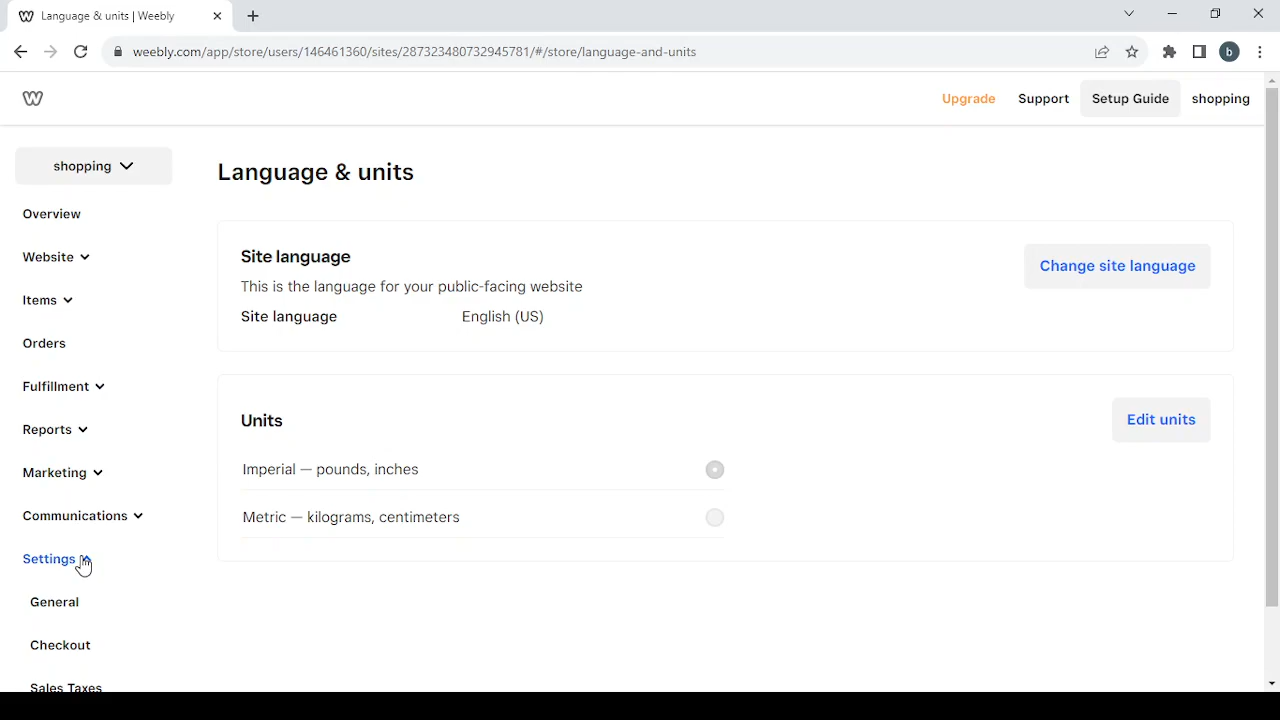 Language & units | Weebly
weebly.com/app/store/users/146461360/sites/287323480732945781/#/store/language-and-units
b
Upgrade
Support
Setup Guide
shopping
shopping
Overview
Website
Items
Orders
Fulfillment
Reports
Marketing
Communications
Settings
General
Checkout
Sales Taxes
Language & units
Site language
Change site language
This is the language for your public-facing website
Site language English (US)
Units
Edit units
Imperial — pounds, inches
Metric — kilograms, centimeters